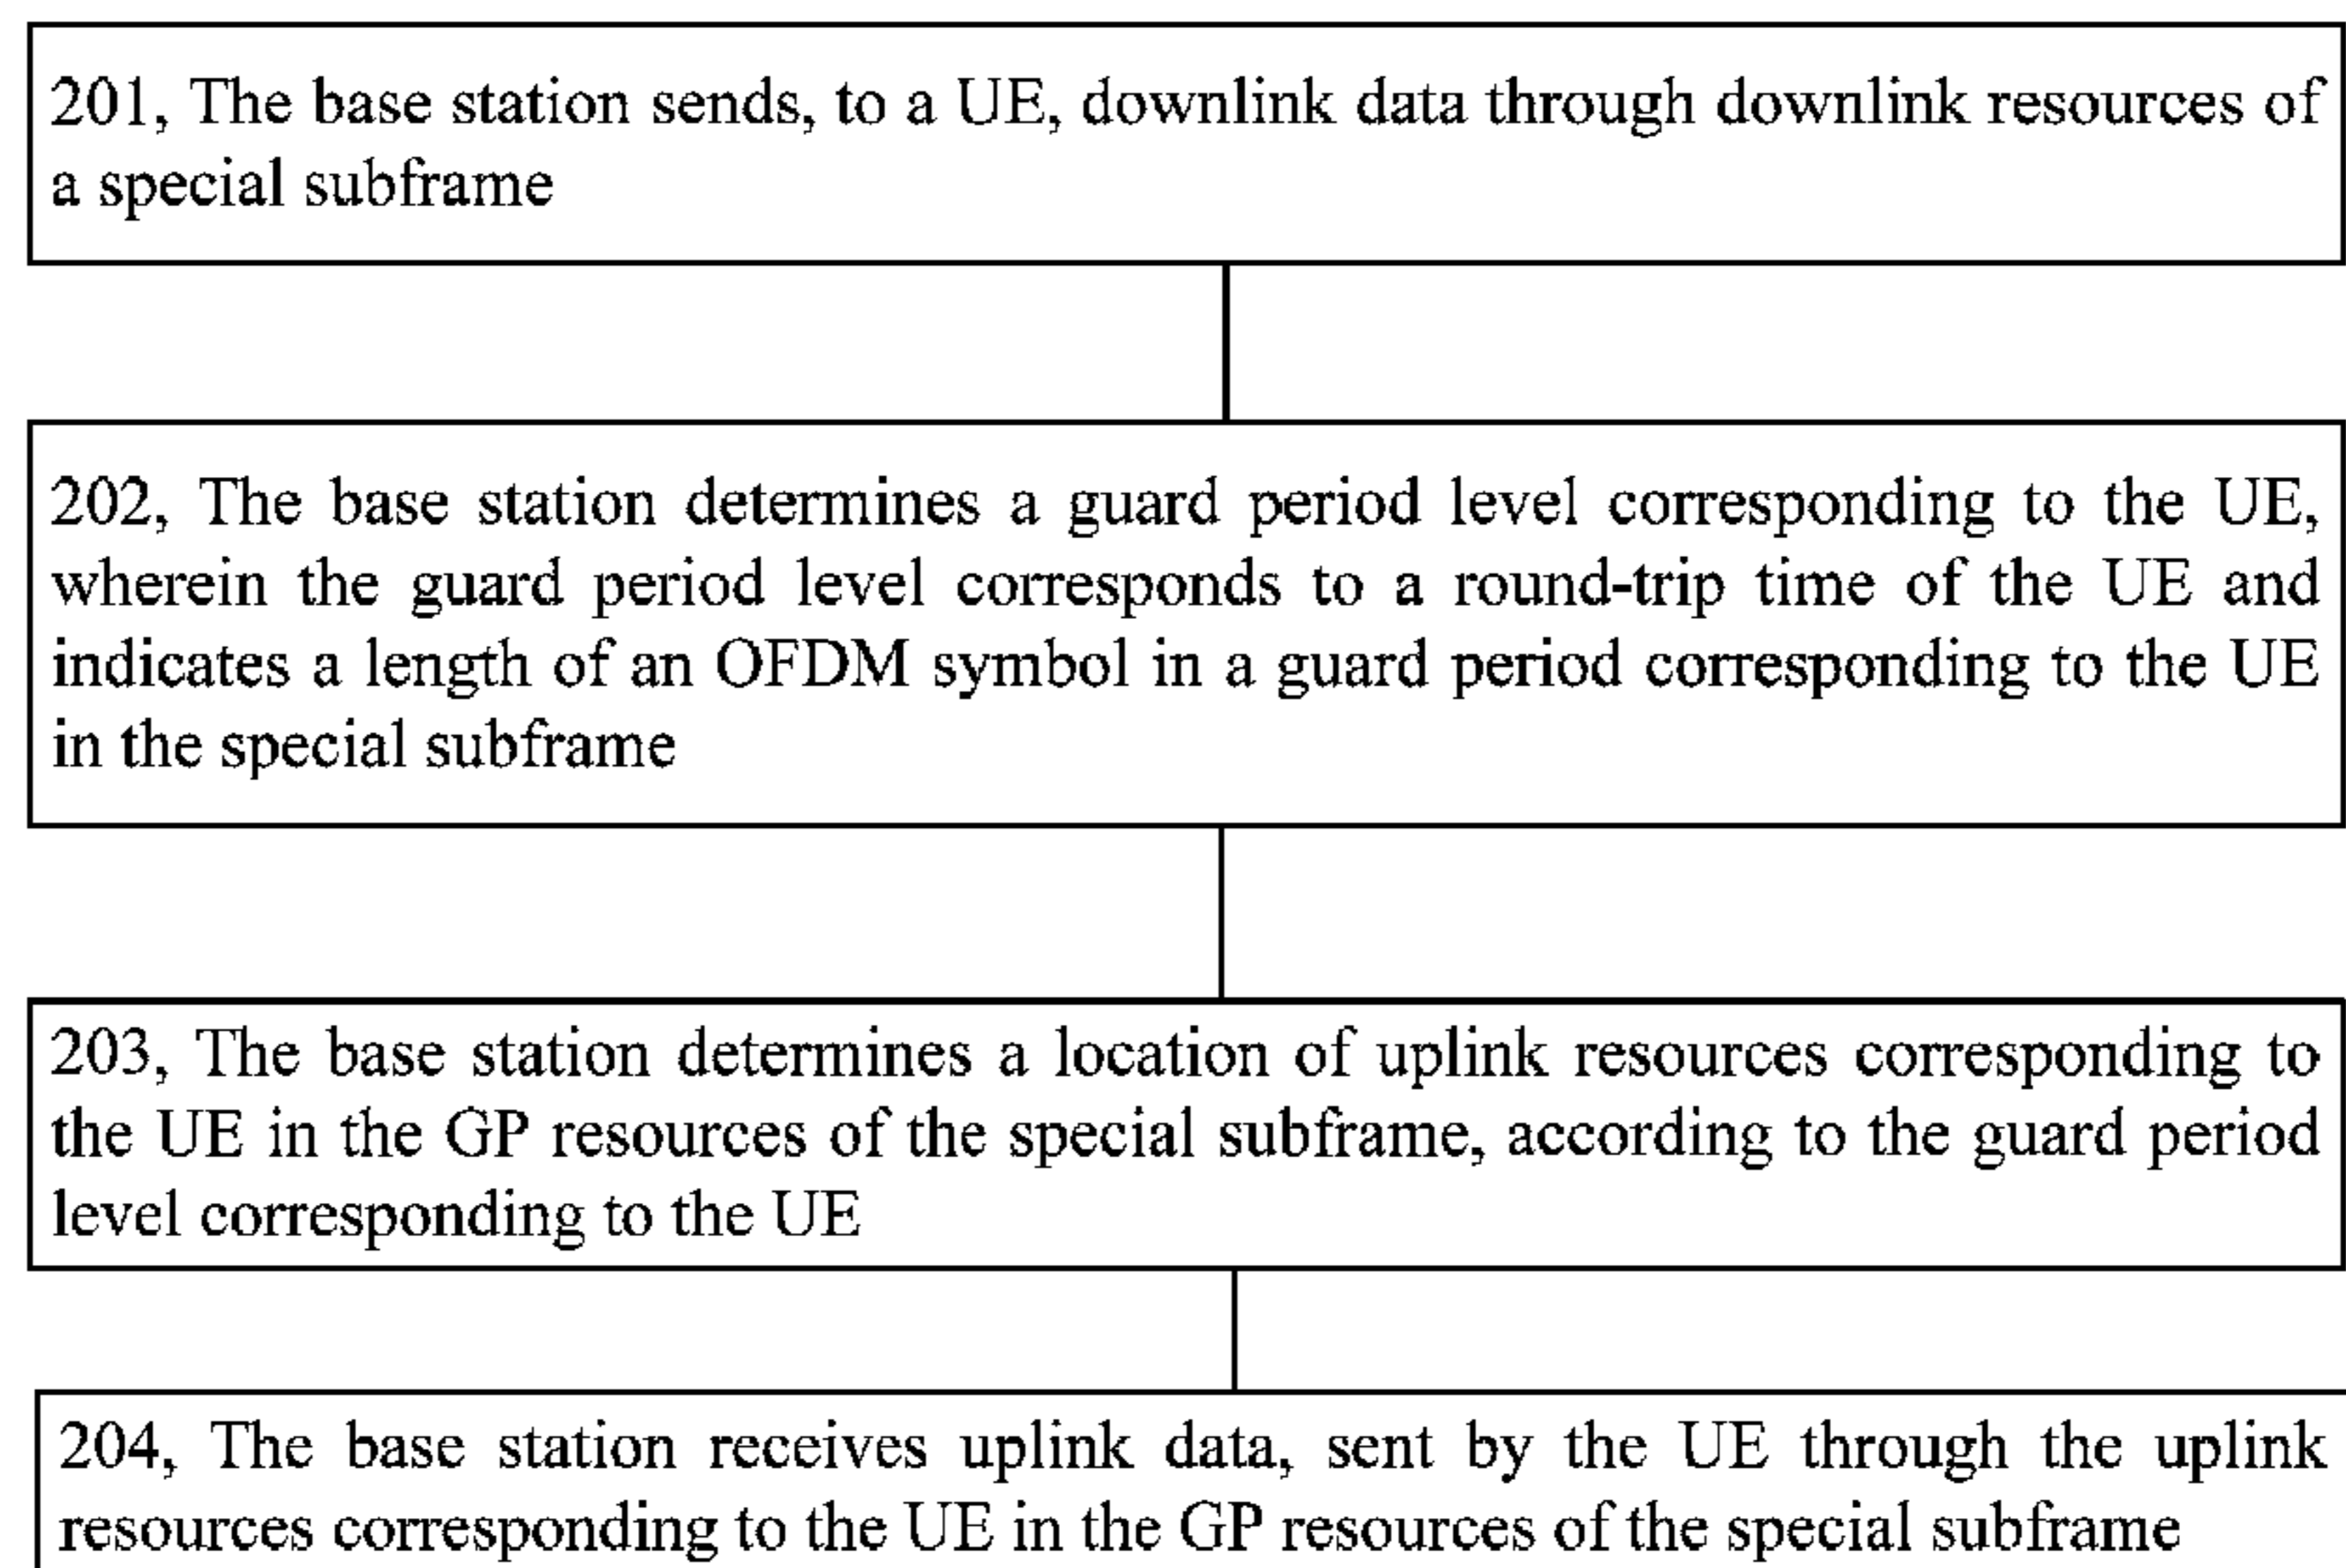 201, The base station sends, to a UE, downlink data through downlink resources of
a special subframe
202, The base station determines a guard period level corresponding to the UE,
wherein the guard period level corresponds to a round-trip time of the UE and
indicates a length of an OFDM symbol in a guard period corresponding to the UE
in the special subframe
203, The base station determines a location of uplink resources corresponding to
the UE in the GP resources of the special subframe, according to the guard period
level corresponding to the UE
204, The base station receives uplink data, sent by the UE through the uplink
resources corresponding to the UE in the GP resources of the special subframe